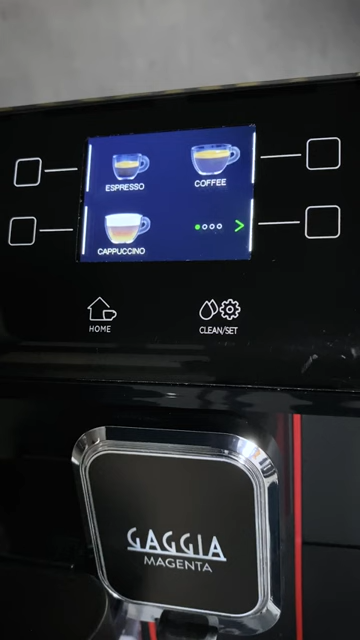 ESPRESSO
COFFEE
CAPPUCCINO
HOME
CLEAN/SET
GAGGIA
MAGENTA